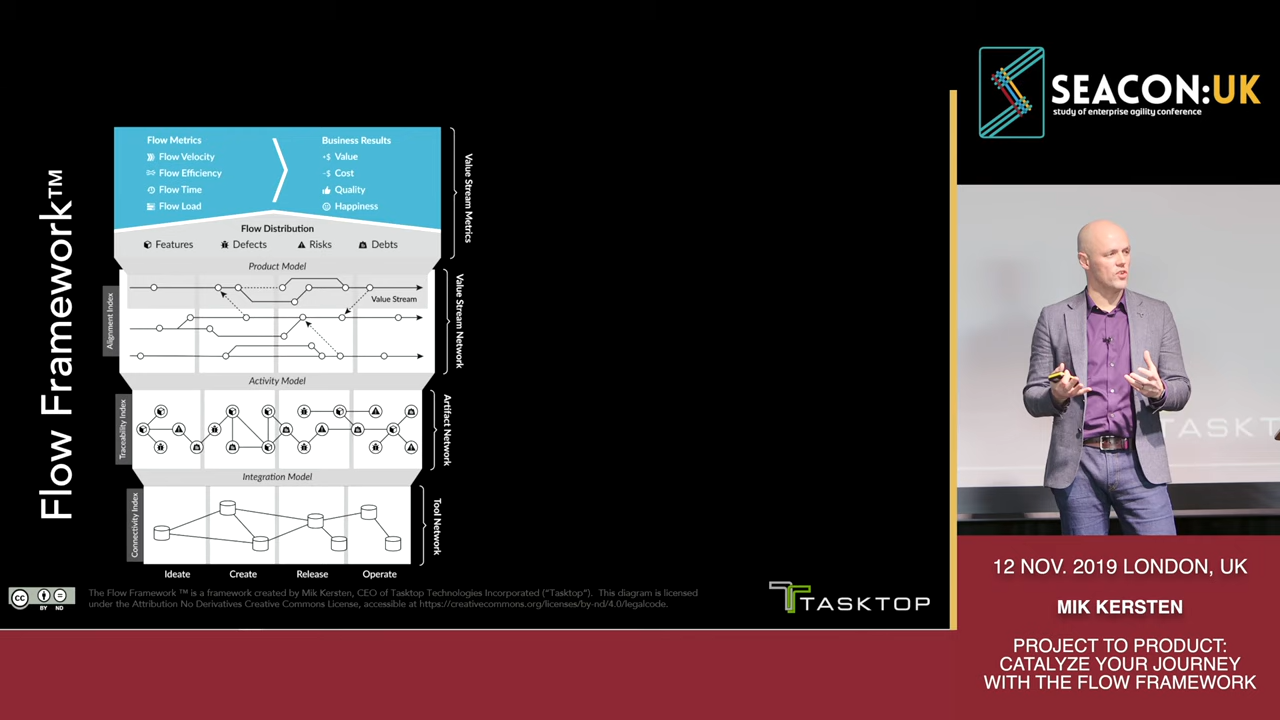 Flow Framework™
Flow Metrics
Flow Velocity
Flow Efficiency
Flow Time
Flow Load
Business Results
+$ Value
-$ Cost
Quality
Happiness
Flow Distribution
Features
Defects
Risks
Debts
Value Stream Metrics
Product Model
Alignment Index
Value Stream
Value Stream Network
Activity Model
Traceability Index
Artifact Network
Integration Model
Connectivity Index
Tool Network
Ideate
Create
Release
Operate
CC
BY ND
The Flow Framework ™ is a framework created by Mik Kersten, CEO of Tasktop Technologies Incorporated ("Tasktop"). This diagram is licensed
under the Attribution No Derivatives Creative Commons License, accessible at https://creativecommons.org/licenses/by-nd/4.0/legalcode.
TASKTOP
SEACON:UK
study of enterprise agility conference
TASKT
12 NOV. 2019 LONDON, UK
MIK KERSTEN
PROJECT TO PRODUCT:
CATALYZE YOUR JOURNEY
WITH THE FLOW FRAMEWORK